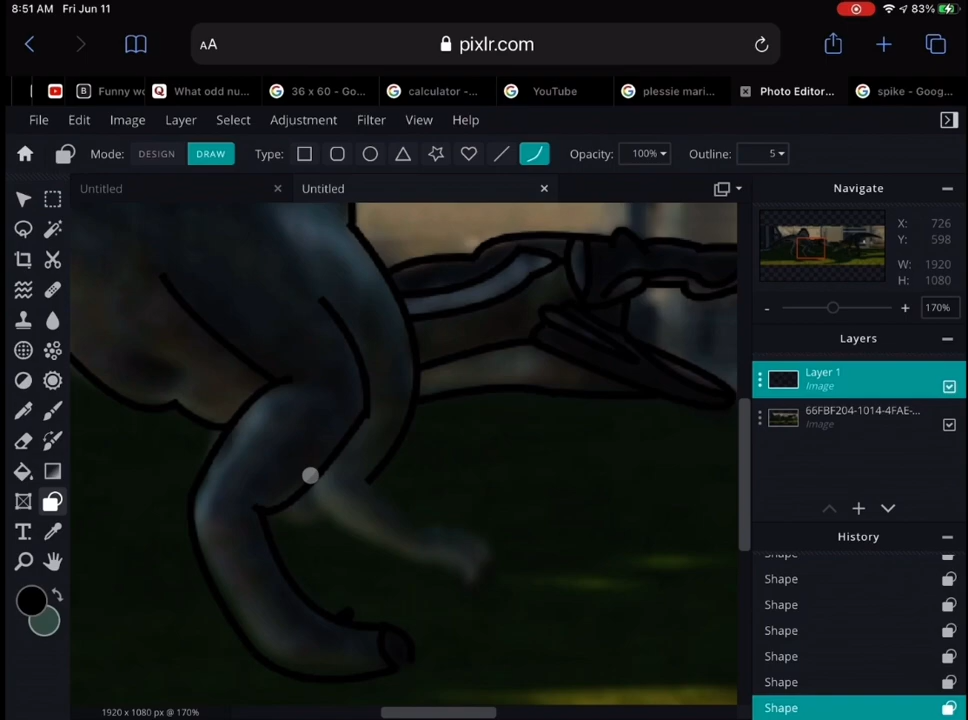 8:51 AM Fri Jun 11
83%
AA
pixlr.com
Funny wo
What odd nu...
36 x 60 - Go...
calculator -...
YouTube
plessie mari...
Photo Editor...
spike - Goog...
File Edit Image Layer Select Adjustment Filter View Help
Mode: DESIGN DRAW Type: Opacity: 100% Outline: 5
Untitled
Untitled
Navigate
X: 726
Y: 598
W: 1920
H: 1080
- + 170%
Layers
Layer 1
Image
66FBF204-1014-4FAE-...
Image
History
Shape
Shape
Shape
Shape
Shape
Shape
Shape
T
1920 x 1080 px @ 170%